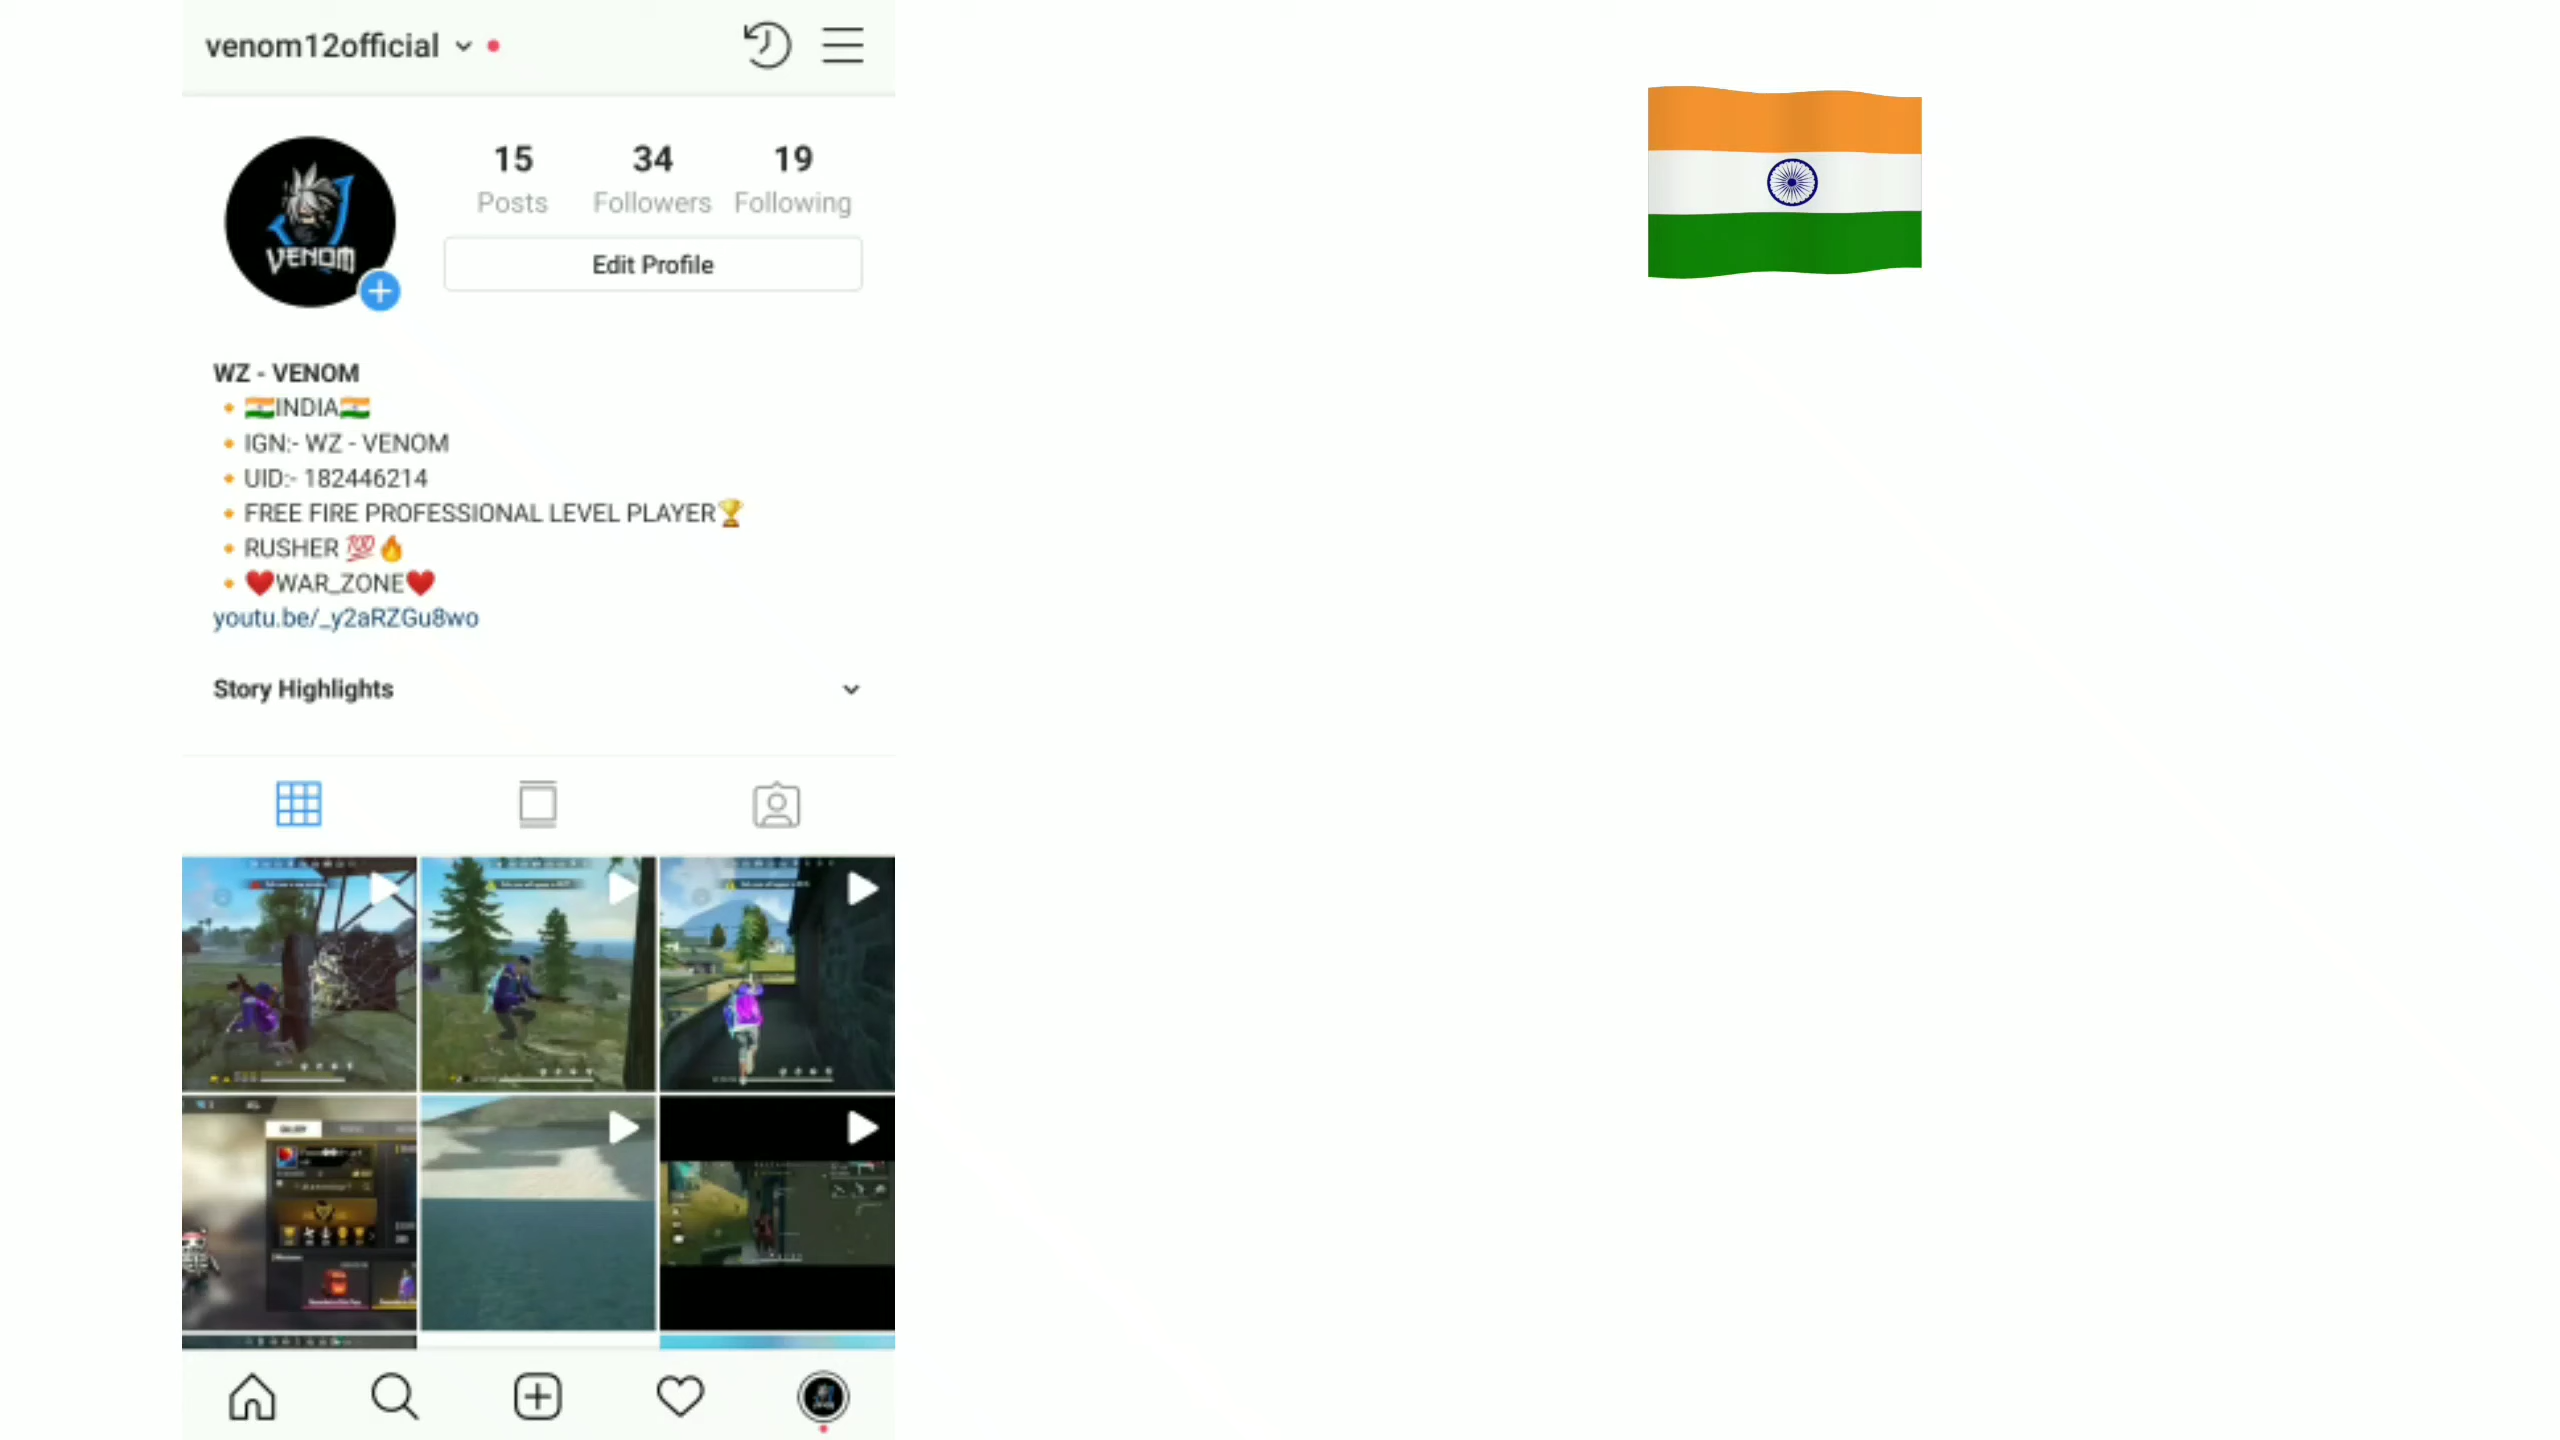 venom12official
15 34 19
Posts Followers Following
VENOM
Edit Profile
WZ - VENOM
🔸🇮🇳INDIA🇮🇳
🔸IGN:- WZ - VENOM
🔸UID:- 182446214
🔸FREE FIRE PROFESSIONAL LEVEL PLAYER🏆
🔸RUSHER 💯🔥
🔸❤️WAR_ZONE❤️
youtu.be/_y2aRZGu8wo
Story Highlights